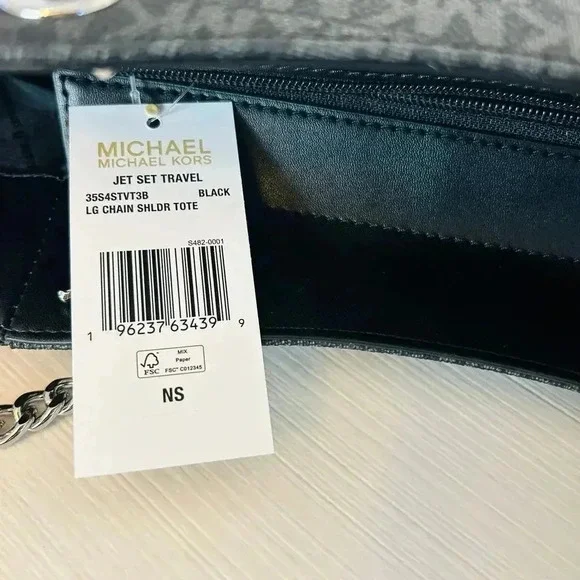 MICHAEL
MICHAEL KORS
JET SET TRAVEL
35S4STVT3B BLACK
LG CHAIN SHLDR TOTE
S482-0001
1 96237 63439 9
FSC
MIX
Paper
FSC™ C012345
NS